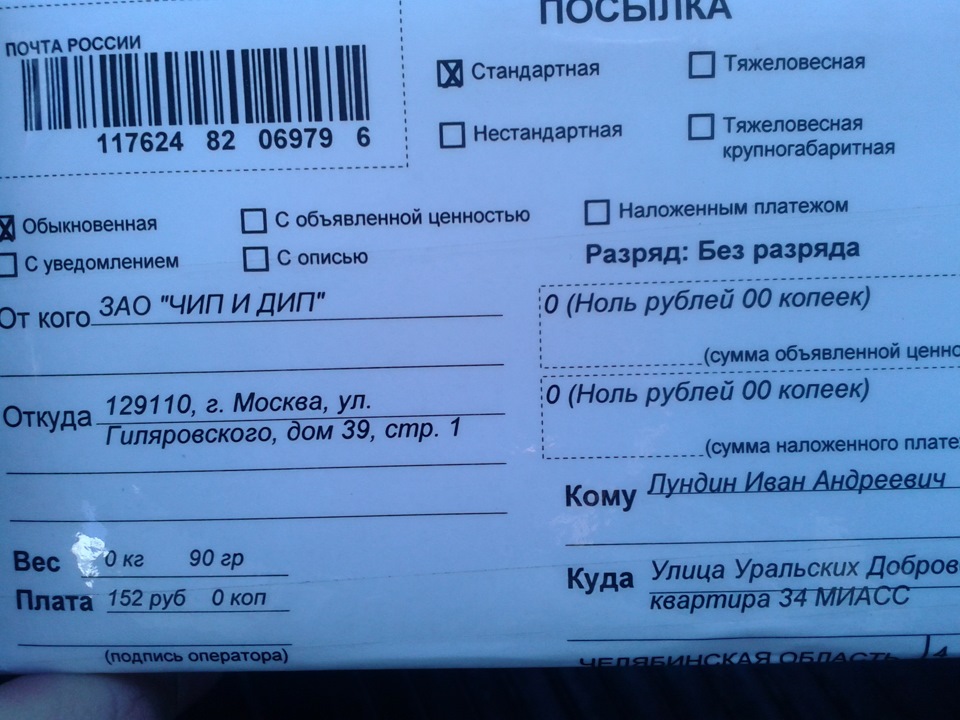 ПОСЫЛКА
ПОЧТА РОССИИ
117624 82 06979 6
Стандартная
Тяжеловесная
Нестандартная
Тяжеловесная
крупногабаритная
Обыкновенная
С объявленной ценностью
Наложенным платежом
С уведомлением
С описью
Разряд: Без разряда
От кого ЗАО "ЧИП И ДИП"
0 (Ноль рублей 00 копеек)
(сумма объявленной ценно
Откуда 129110, г. Москва, ул.
Гиляровского, дом 39, стр. 1
0 (Ноль рублей 00 копеек)
(сумма наложенного плате
Кому Лундин Иван Андреевич
Вес 0 кг 90 гр
Плата 152 руб 0 коп
(подпись оператора)
Куда Улица Уральских Добров
квартира 34 МИАСС
ЧЕЛЯБИНСКАЯ ОБЛАСТЬ